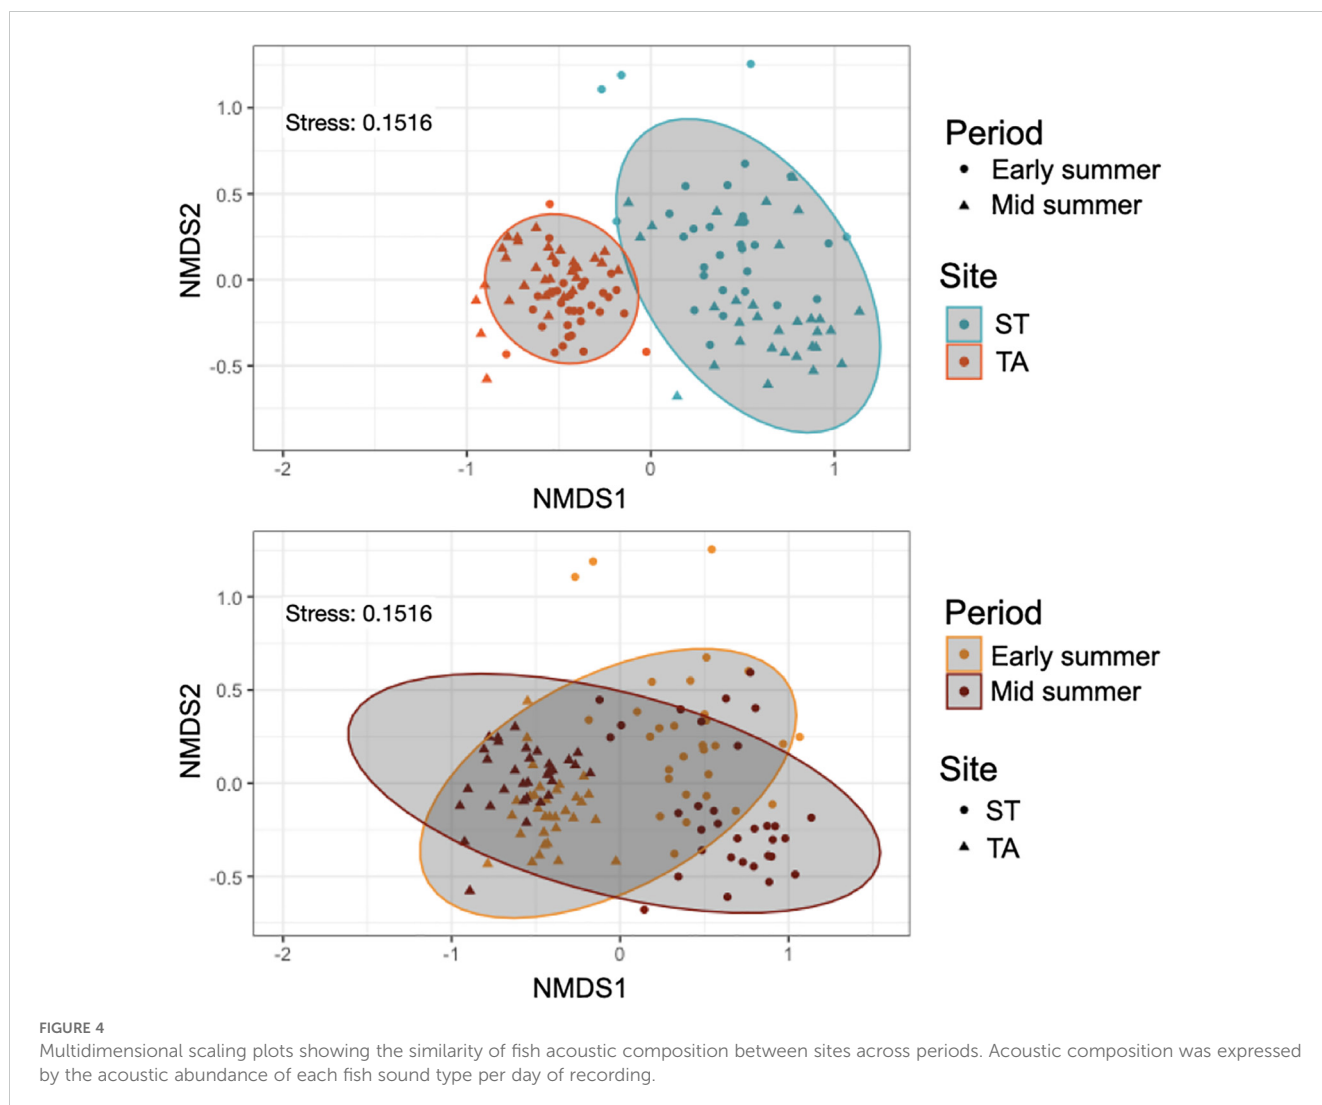 Stress: 0.1516
1.0
0.5
0.0
-0.5
NMDS2
-2
-1
0
1
NMDS1
Period
Early summer
Mid summer
Site
ST
TA
Stress: 0.1516
1.0
0.5
0.0
-0.5
NMDS2
-2
-1
0
1
NMDS1
Period
Early summer
Mid summer
Site
ST
TA
FIGURE 4
Multidimensional scaling plots showing the similarity of fish acoustic composition between sites across periods. Acoustic composition was expressed
by the acoustic abundance of each fish sound type per day of recording.